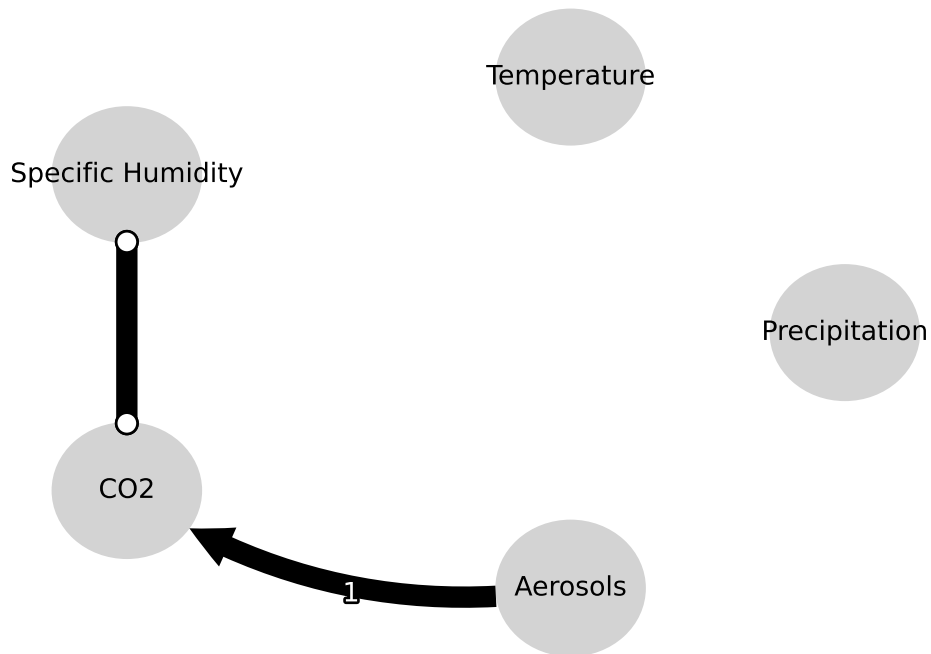 Temperature
Specific Humidity
Precipitation
CO2
Aerosols
1